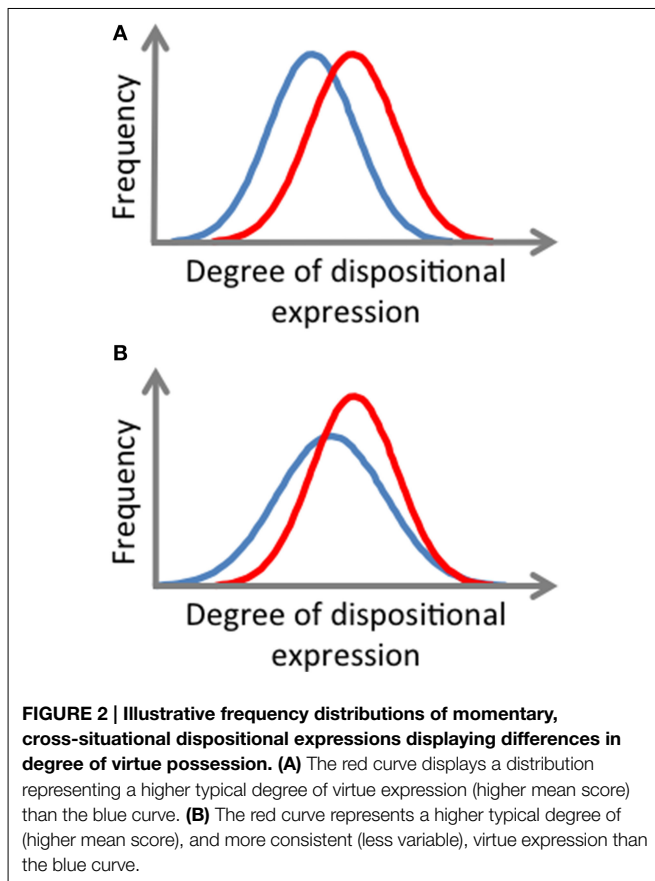 A
Frequency
Degree of dispositional
expression
B
Frequency
Degree of dispositional
expression
FIGURE 2 | Illustrative frequency distributions of momentary,
cross-situational dispositional expressions displaying differences in
degree of virtue possession. (A) The red curve displays a distribution
representing a higher typical degree of virtue expression (higher mean score)
than the blue curve. (B) The red curve represents a higher typical degree of
(higher mean score), and more consistent (less variable), virtue expression than
the blue curve.